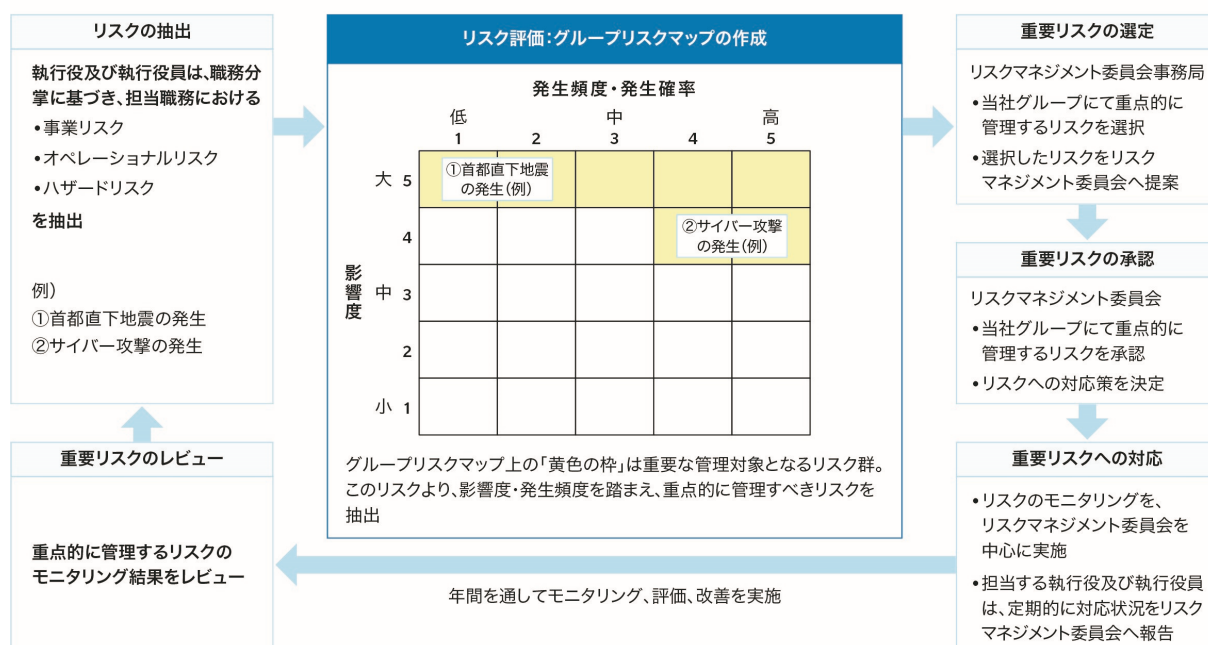 リスクの抽出
執行役及び執行役員は、職務分
掌に基づき、担当職務における
•事業リスク
•オペレーショナルリスク
•ハザードリスク
を抽出
例）
①首都直下地震の発生
②サイバー攻撃の発生
リスク評価：グループリスクマップの作成
発生頻度・発生確率
低 中 高
1 2 3 4 5
影響度
大 5
4
中 3
2
小 1
①首都直下地震
の発生（例）
②サイバー攻撃
の発生（例）
グループリスクマップ上の「黄色の枠」は重要な管理対象となるリスク群。
このリスクより、影響度・発生頻度を踏まえ、重点的に管理すべきリスクを
抽出
重要リスクの選定
リスクマネジメント委員会事務局
•当社グループにて重点的に
管理するリスクを選択
•選択したリスクをリスク
マネジメント委員会へ提案
重要リスクの承認
リスクマネジメント委員会
•当社グループにて重点的に
管理するリスクを承認
•リスクへの対応策を決定
重要リスクへの対応
•リスクのモニタリングを、
リスクマネジメント委員会を
中心に実施
•担当する執行役及び執行役員
は、定期的に対応状況をリスク
マネジメント委員会へ報告
年間を通してモニタリング、評価、改善を実施
重要リスクのレビュー
重点的に管理するリスクの
モニタリング結果をレビュー